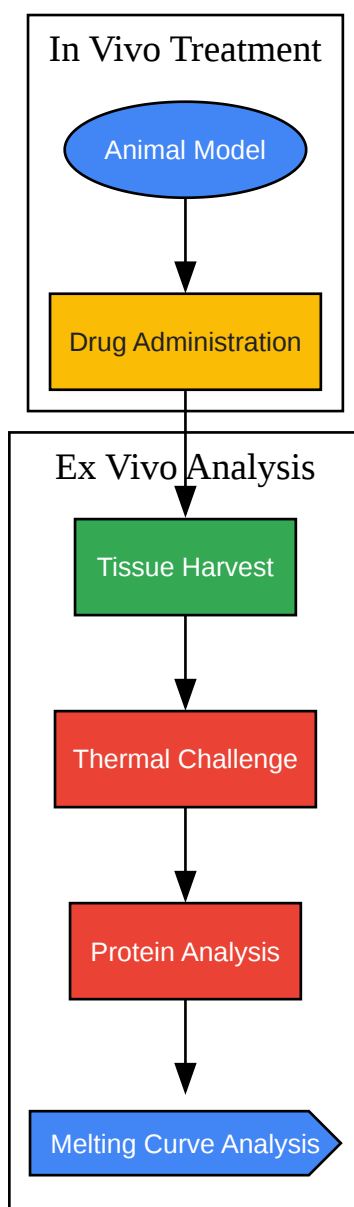 In Vivo Treatment
Animal Model
Drug Administration
Ex Vivo Analysis
Tissue Harvest
Thermal Challenge
Protein Analysis
Melting Curve Analysis